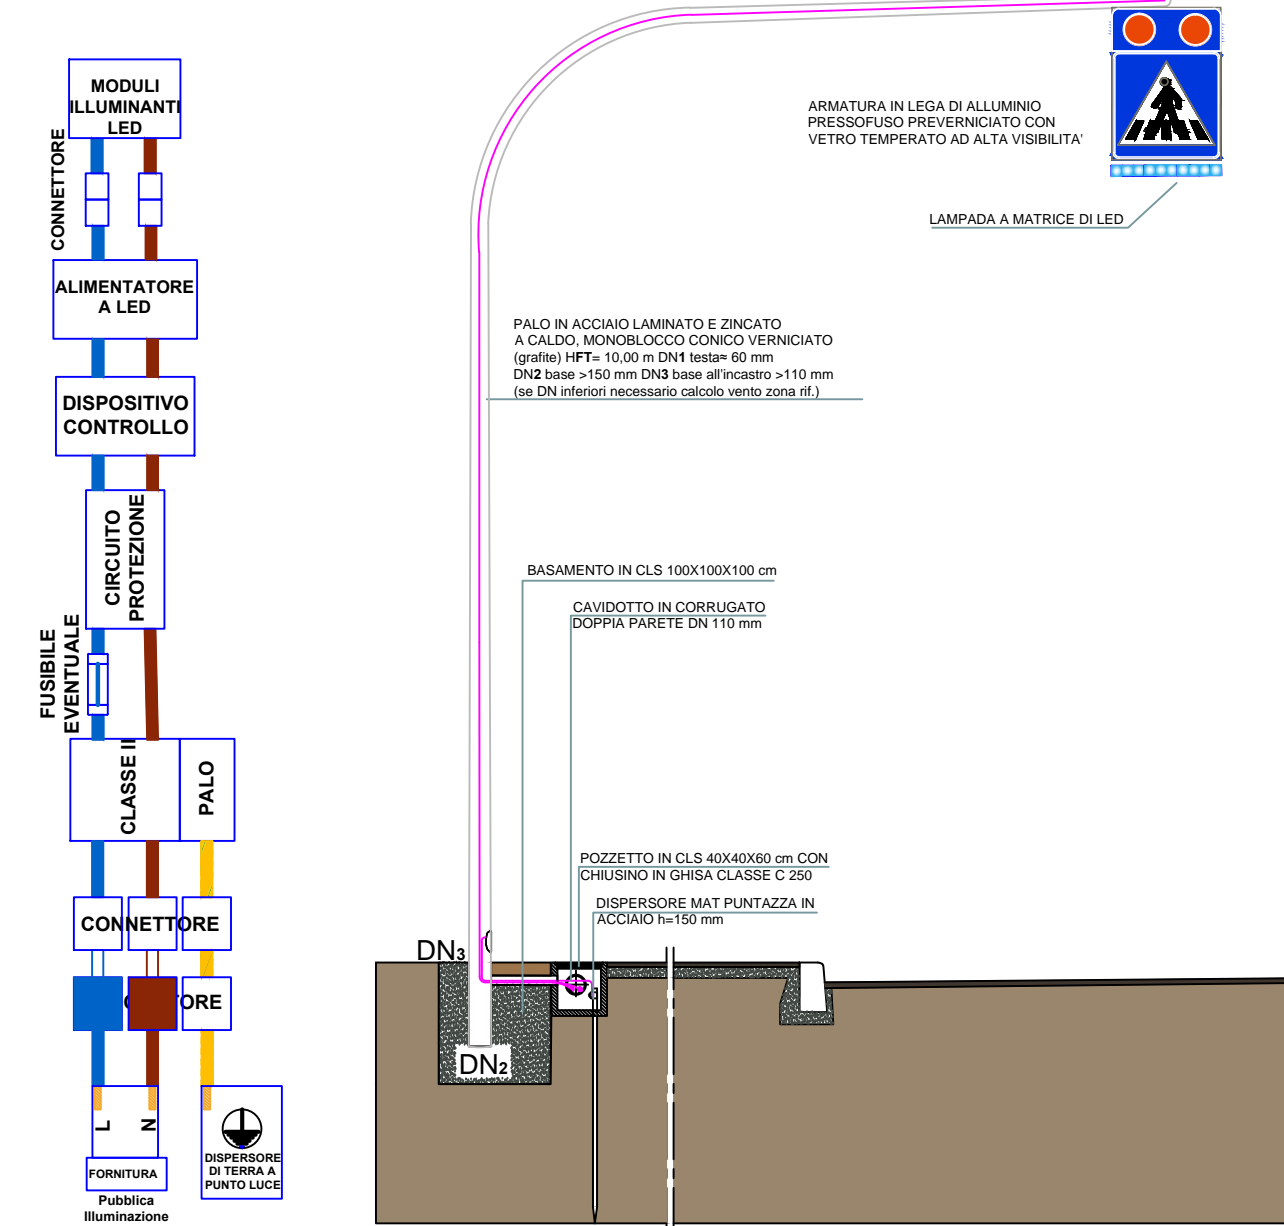 MODULI
ILLUMINANTI
LED
CONNETTORE
ALIMENTATORE
A LED
DISPOSITIVO
CONTROLLO
CIRCUITO
PROTEZIONE
FUSIBILE
EVENTUALE
CLASSE II
PALO
CONNETTORE
TORE
L
N
FORNITURA
Pubblica
Illuminazione
DISPERSORE
DI TERRA A
PUNTO LUCE
ARMATURA IN LEGA DI ALLUMINIO
PRESSOFUSO PREVERNICIATO CON
VETRO TEMPERATO AD ALTA VISIBILITA'
LAMPADA A MATRICE DI LED
PALO IN ACCIAIO LAMINATO E ZINCATO
A CALDO, MONOBLOCCO CONICO VERNICIATO
(grafite) HFT= 10,00 m DN1 testa≈ 60 mm
DN2 base >150 mm DN3 base all'incastro >110 mm
(se DN inferiori necessario calcolo vento zona rif.)
BASAMENTO IN CLS 100X100X100 cm
CAVIDOTTO IN CORRUGATO
DOPPIA PARETE DN 110 mm
POZZETTO IN CLS 40X40X60 cm CON
CHIUSINO IN GHISA CLASSE C 250
DISPERSORE MAT PUNTAZZA IN
ACCIAIO h=150 mm
DN3
DN2